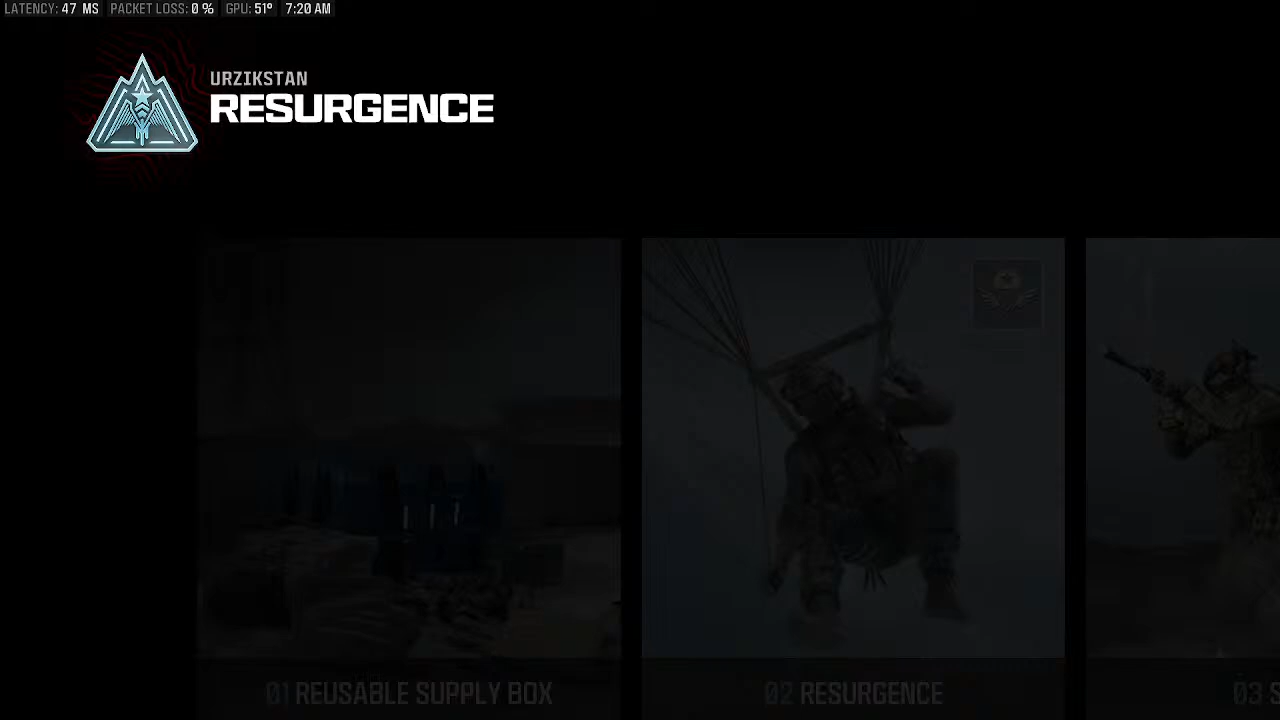 LATENCY: 47 MS PACKET LOSS: 0 % GPU: 51° 7:20 AM
URZIKSTAN
RESURGENCE
01 REUSABLE SUPPLY BOX
02 RESURGENCE
03 S